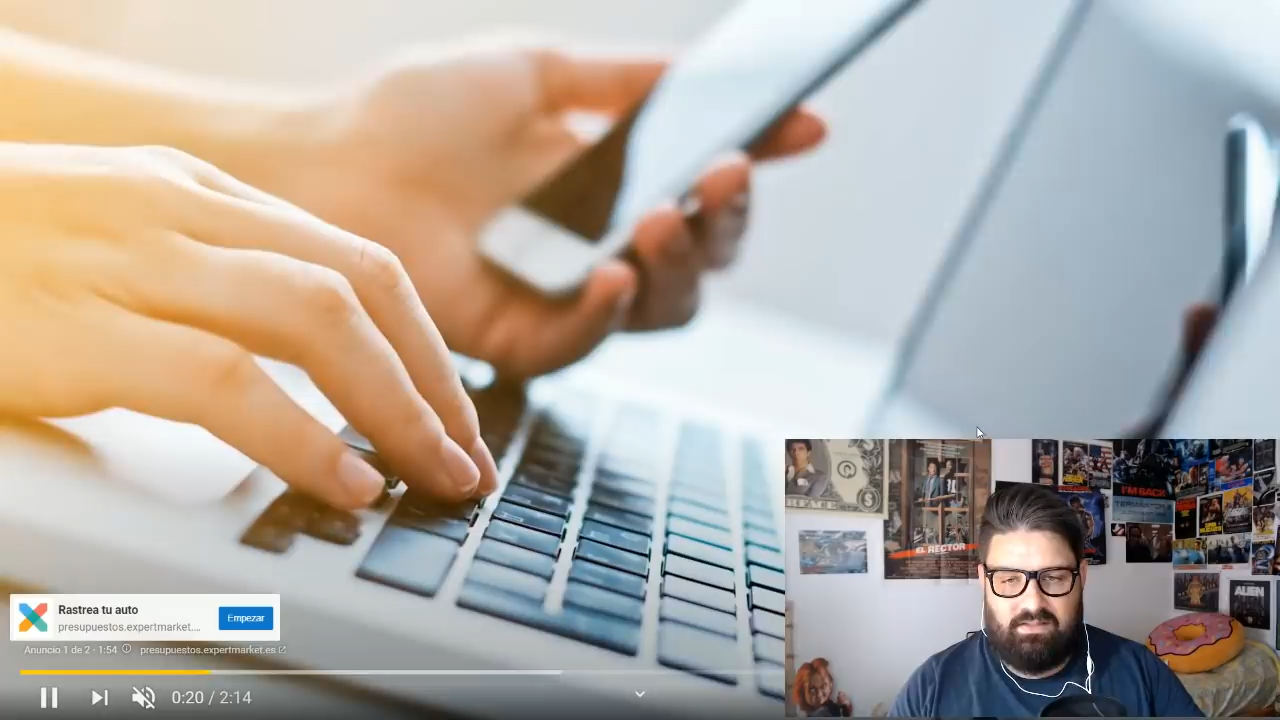 EL RECTOR
I'M BACK
ALIEN
Rastrea tu auto
presupuestos.expertmarket....
Empezar
Anuncio 1 de 2 - 1:54 ⓘ presupuestos.expertmarket.es
0:20 / 2:14